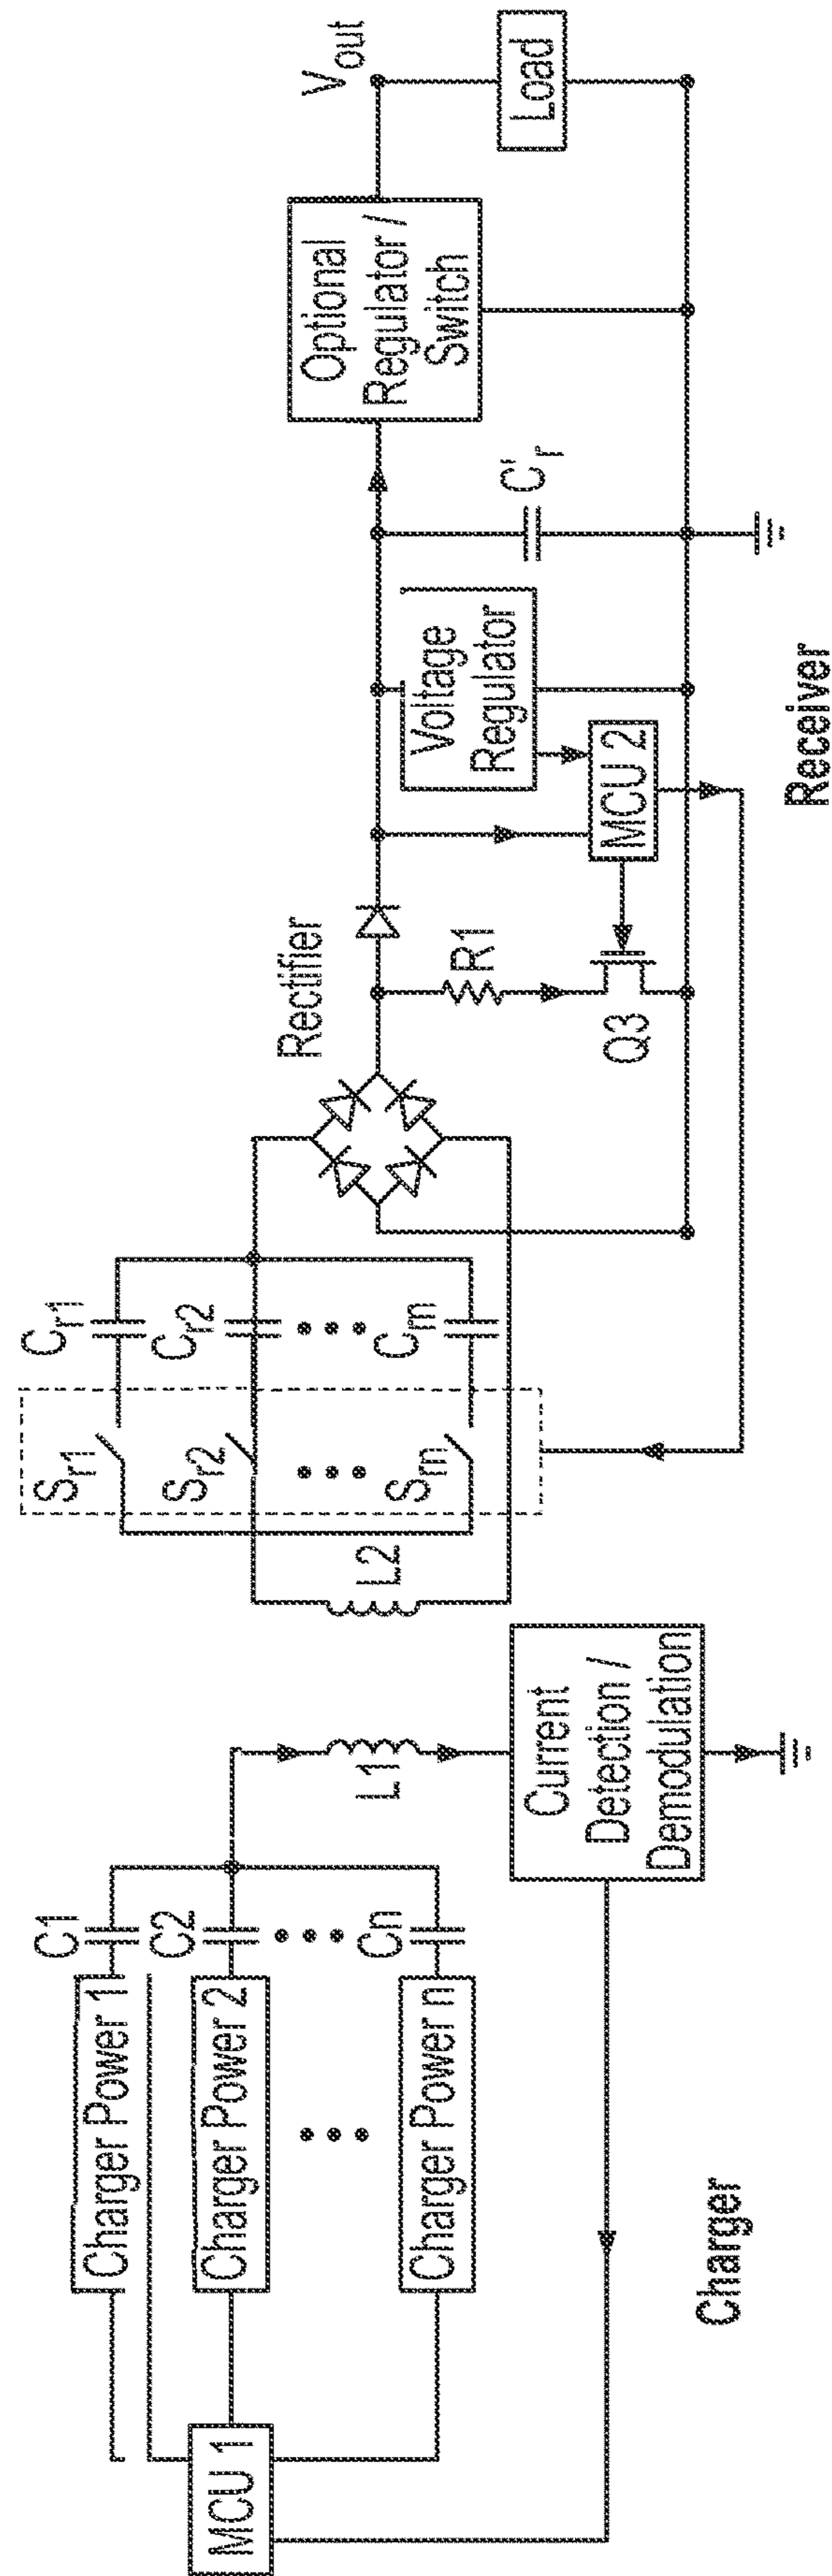 MCU 1
Charger Power 1
Charger Power 2
Charger Power n
C1
C2
Cn
L1
Current
Detection /
Demodulation
Charger
L2
Sr1
Sr2
Srn
Cr1
Cr2
Crn
Rectifier
R1
Q3
MCU 2
Voltage
Regulator
C'r
Optional
Regulator /
Switch
Vout
Load
Receiver